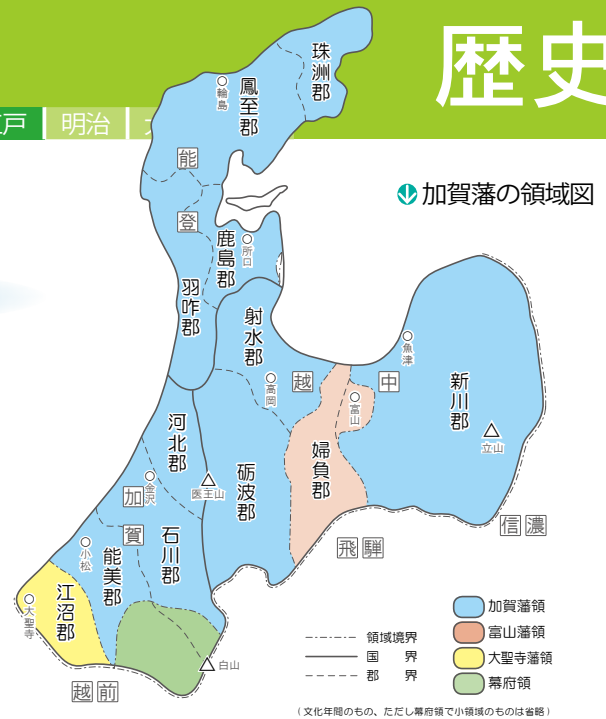 歴史
江戸
明治
加賀藩の領域図
珠洲郡
鳳至郡
輪島
能登
鹿島郡
所口
羽咋郡
射水郡
高岡
越中
魚津
新川郡
富山
立山
婦負郡
河北郡
金沢
医王山
砺波郡
加賀
石川郡
小松
能美郡
江沼郡
大聖寺
白山
信濃
飛騨
越前
領域境界
国 界
郡 界
加賀藩領
富山藩領
大聖寺藩領
幕府領
(文化年間のもの、ただし幕府領で小領域のものは省略)